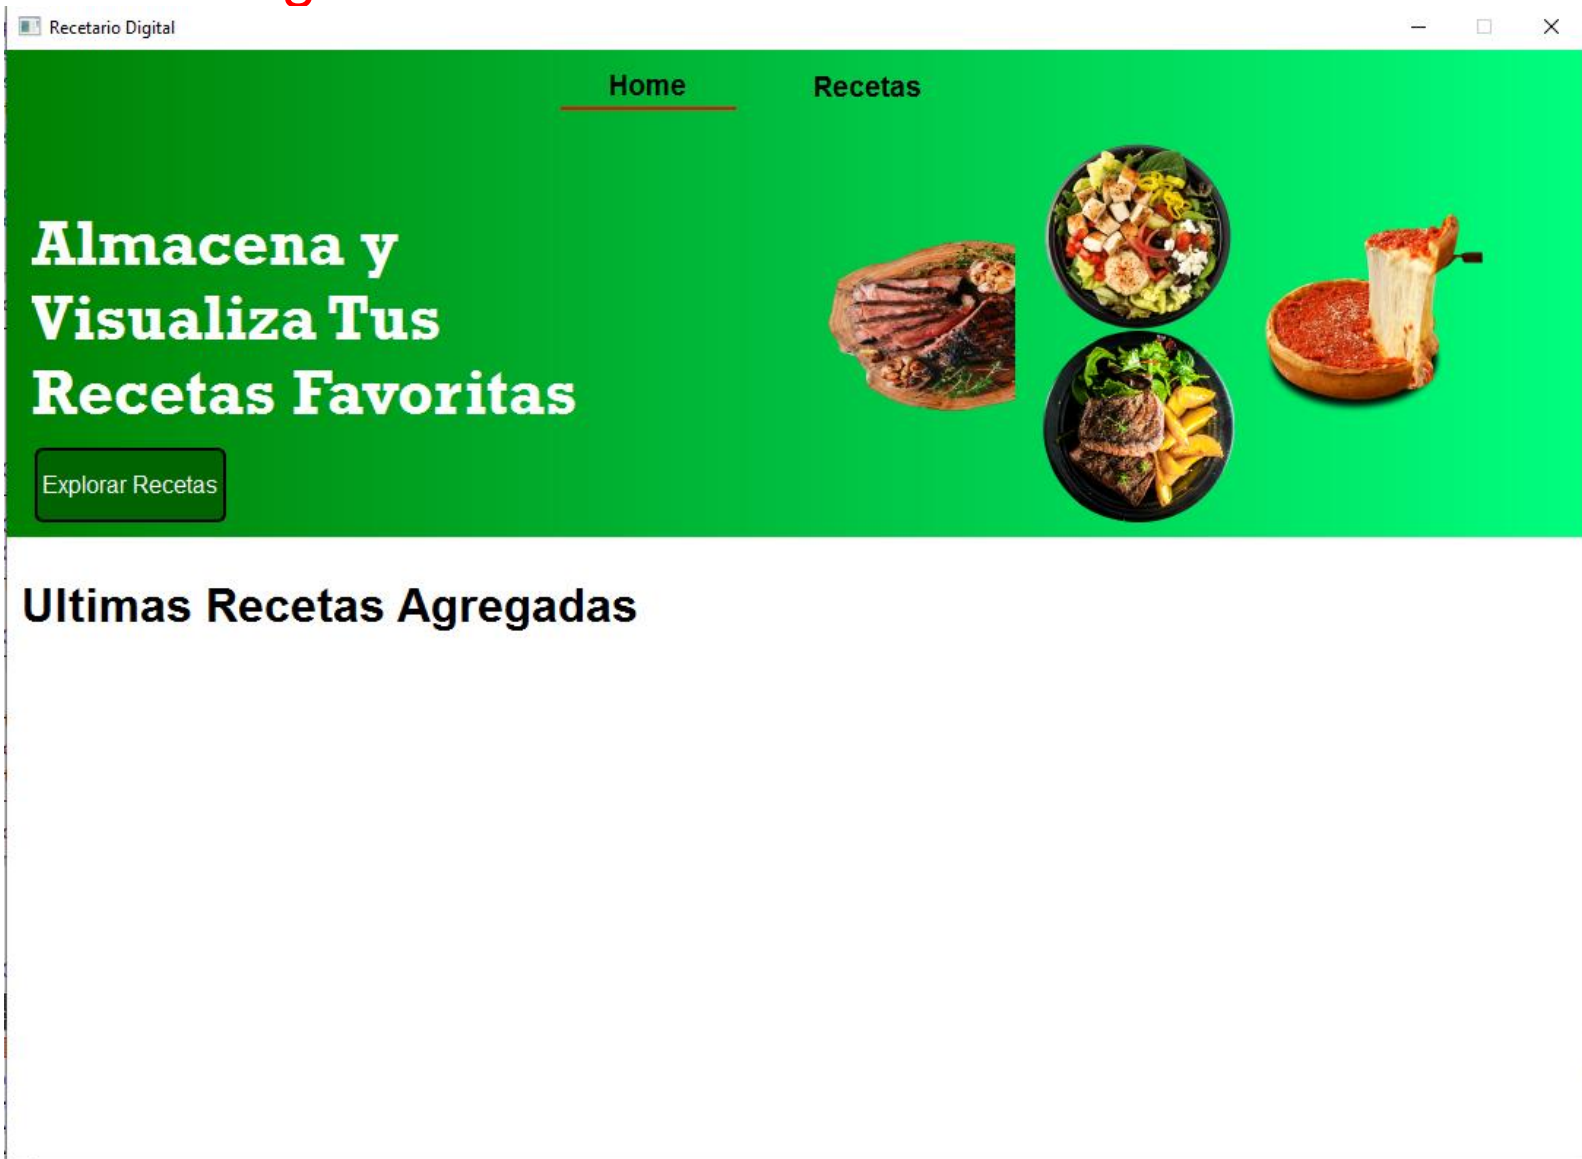 Recetario Digital
Home Recetas
Almacena y
Visualiza Tus
Recetas Favoritas
Explorar Recetas
Ultimas Recetas Agregadas